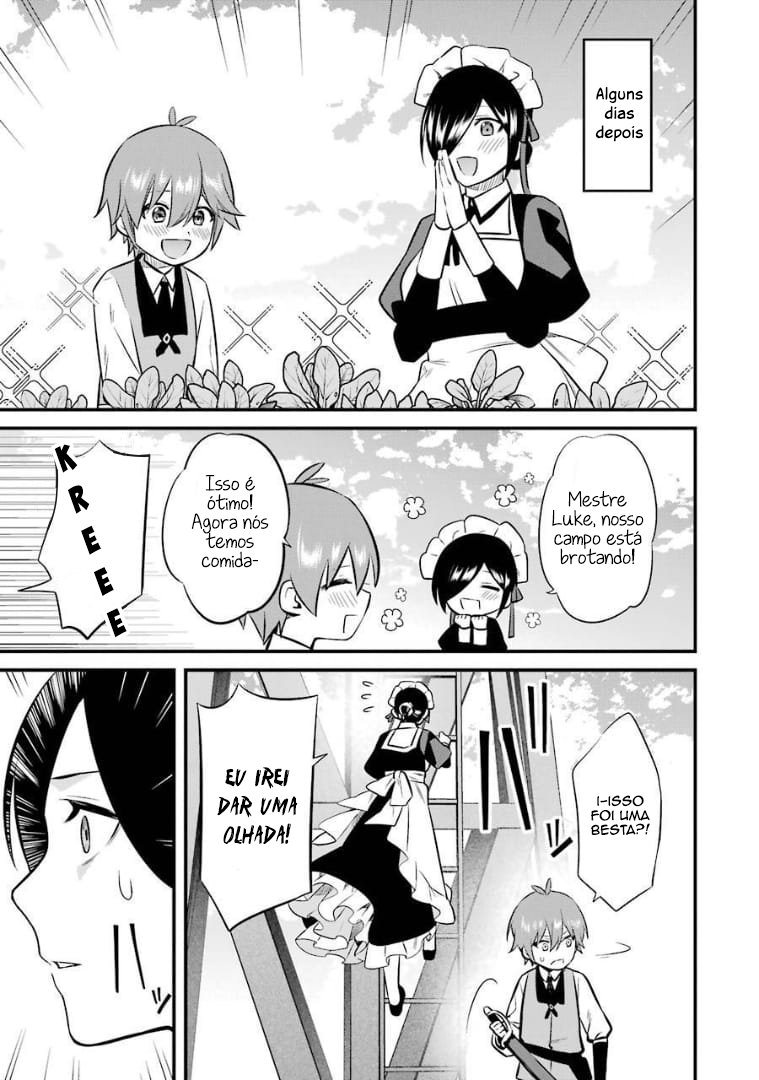 Alguns
dias
depois
Mestre
Luke, nosso
campo está
brotando!
Isso é
ótimo!
Agora nós
temos
comida-
KREEE
I-ISSO
FOI UMA
BESTA?!
EU IREI
DAR UMA
OLHADA!